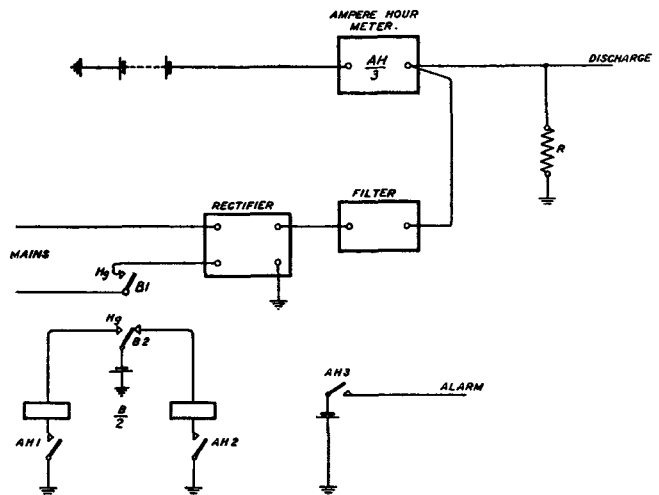 AMPERE HOUR
METER.
AH
3
DISCHARGE
R
RECTIFIER
FILTER
MAINS
Hg
B1
Hg
B2
B
2
AH1
AH2
AH3
ALARM